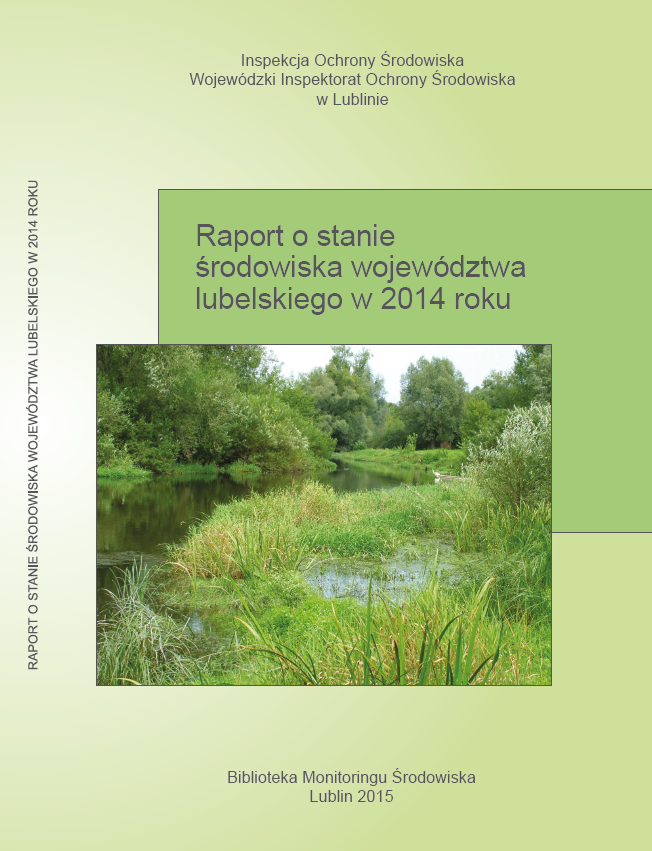 Inspekcja Ochrony Środowiska
Wojewódzki Inspektorat Ochrony Środowiska
w Lublinie
RAPORT O STANIE ŚRODOWISKA WOJEWÓDZTWA LUBELSKIEGO W 2014 ROKU
Raport o stanie
środowiska województwa
lubelskiego w 2014 roku
Biblioteka Monitoringu Środowiska
Lublin 2015